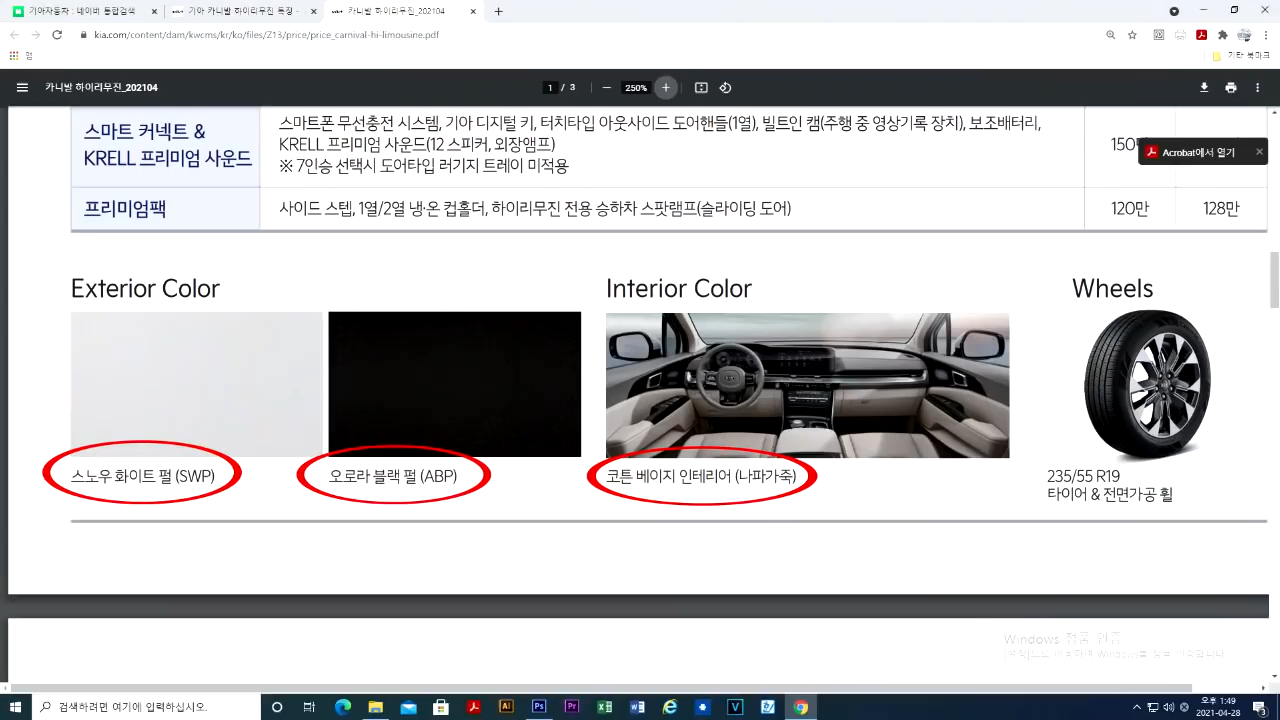 기아자동차 : 네이버 통합검색
기아 카니발 하이리무진 특징 -
카니발 하이리무진_202104
kia.com/content/dam/kwcms/kr/ko/files/Z13/price/price_carnival-hi-limousine.pdf
앱
기타 북마크
카니발 하이리무진_202104
1 / 3
250%
스마트 커넥트 &
KRELL 프리미엄 사운드
스마트폰 무선충전 시스템, 기아 디지털 키, 터치타입 아웃사이드 도어핸들(1열), 빌트인 캠(주행 중 영상기록 장치), 보조배터리,
KRELL 프리미엄 사운드(12 스피커, 외장앰프)
※ 7인승 선택시 도어타입 러기지 트레이 미적용
150만
Acrobat에서 열기
프리미엄팩
사이드 스텝, 1열/2열 냉·온 컵홀더, 하이리무진 전용 승하차 스팟램프(슬라이딩 도어)
120만
128만
Exterior Color
Interior Color
Wheels
스노우 화이트 펄 (SWP)
오로라 블랙 펄 (ABP)
코튼 베이지 인테리어 (나파가죽)
235/55 R19
타이어 & 전면가공 휠
Windows 정품 인증
검색하려면 여기에 입력하십시오.
오후 1:49
2021-04-28